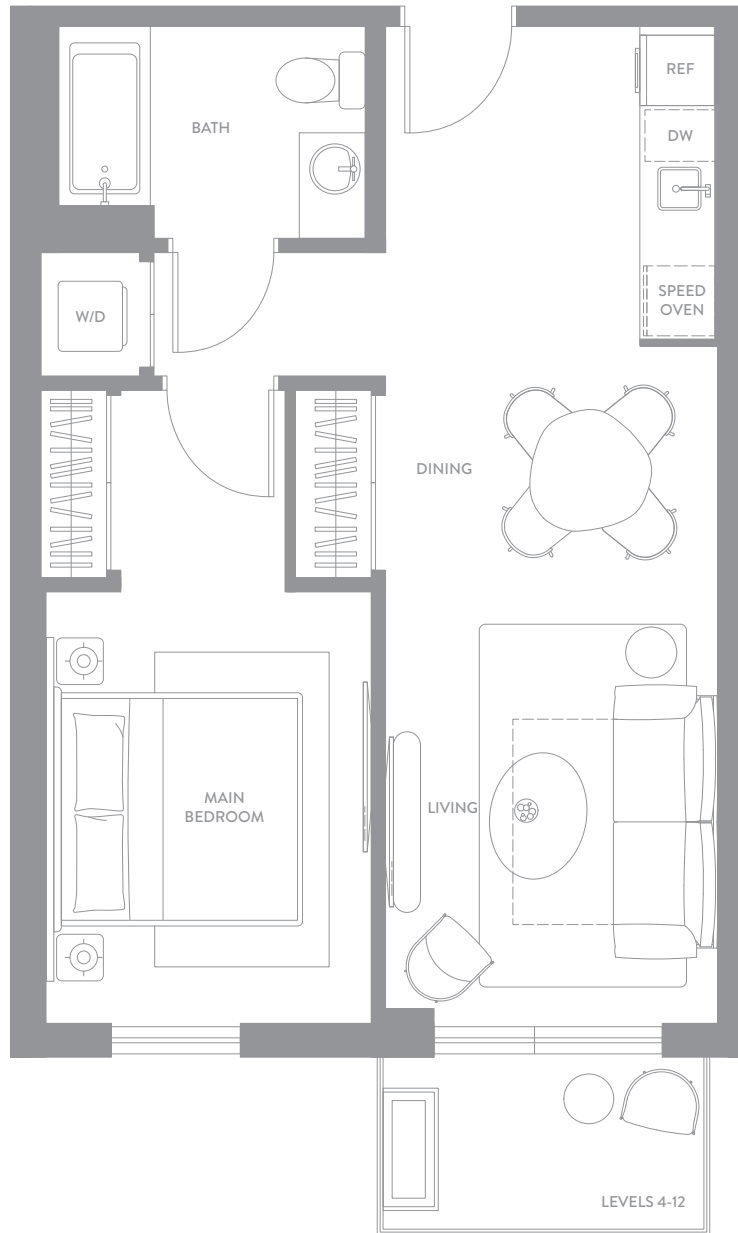 REF
BATH
DW
SPEED
OVEN
W/D
DINING
MAIN
BEDROOM
LIVING
LEVELS 4-12